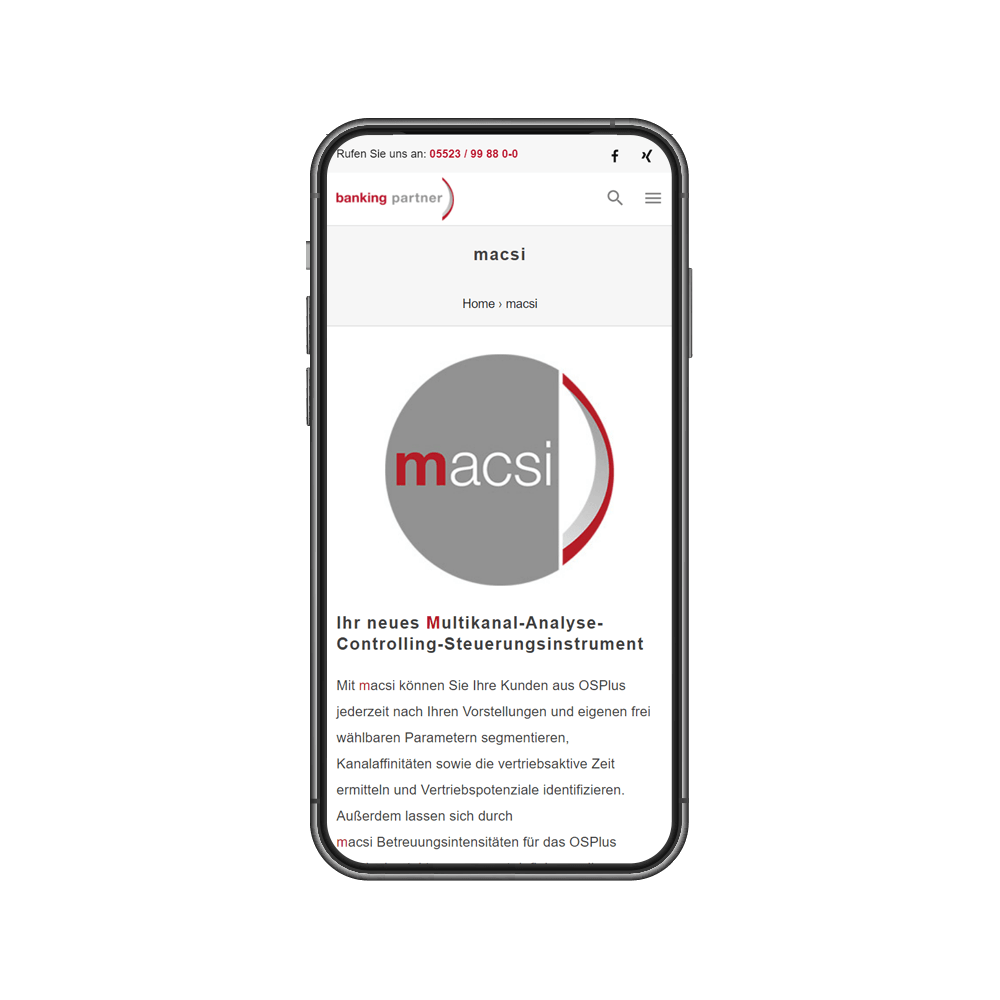 Rufen Sie uns an: 05523 / 99 88 0-0
banking partner
macsi
Home › macsi
macsi
Ihr neues Multikanal-Analyse-
Controlling-Steuerungsinstrument
Mit macsi können Sie Ihre Kunden aus OSPlus
jederzeit nach Ihren Vorstellungen und eigenen frei
wählbaren Parametern segmentieren,
Kanalaffinitäten sowie die vertriebsaktive Zeit
ermitteln und Vertriebspotenziale identifizieren.
Außerdem lassen sich durch
macsi Betreuungsintensitäten für das OSPlus